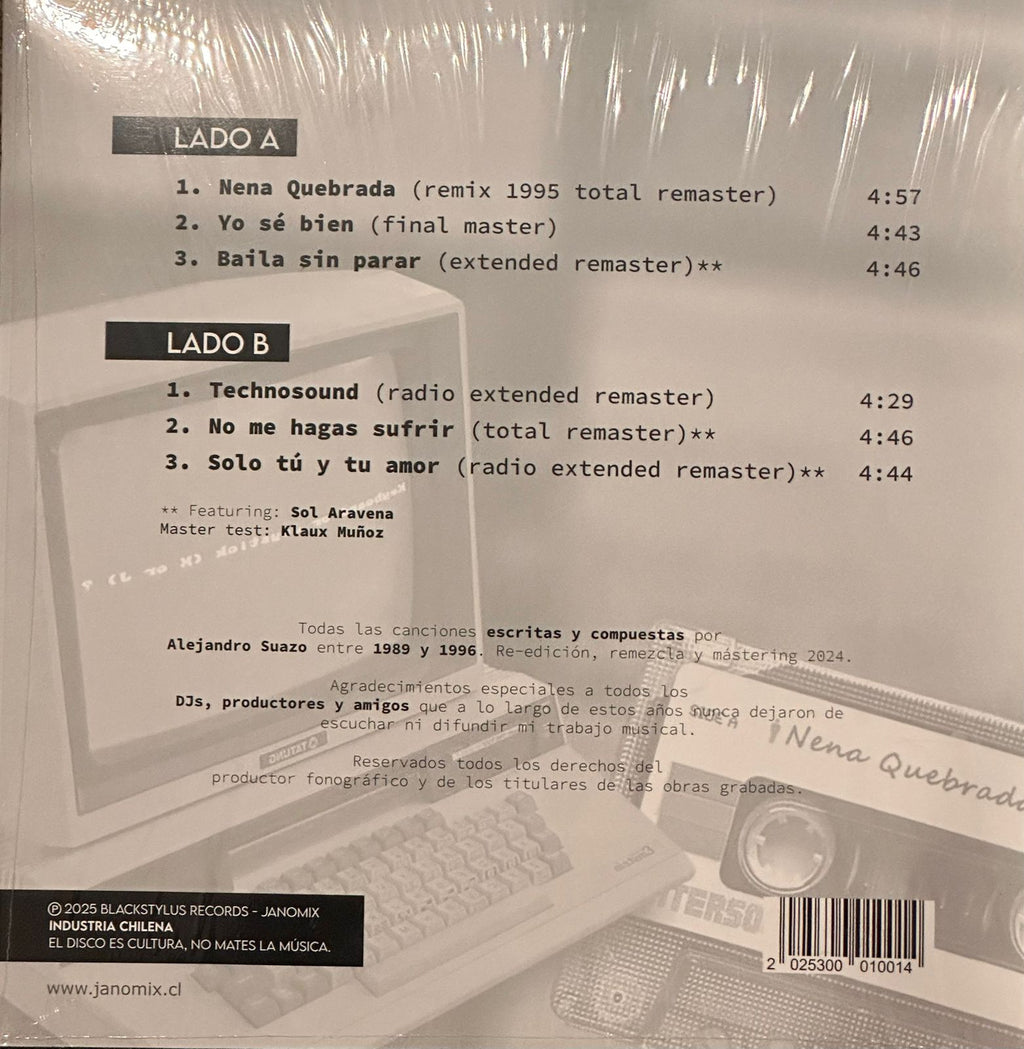 LADO A
1. Nena Quebrada (remix 1995 total remaster) 4:57
2. Yo sé bien (final master) 4:43
3. Baila sin parar (extended remaster)** 4:46
LADO B
1. Technosound (radio extended remaster) 4:29
2. No me hagas sufrir (total remaster)** 4:46
3. Solo tú y tu amor (radio extended remaster)** 4:44
** Featuring: Sol Aravena
Master test: Klaux Muñoz
Todas las canciones escritas y compuestas por
Alejandro Suazo entre 1989 y 1996. Re-edición, remezcla y mástering 2024.
Agradecimientos especiales a todos los
DJs, productores y amigos que a lo largo de estos años nunca dejaron de
escuchar ni difundir mi trabajo musical.
SIDE A
Nena Quebrada
Reservados todos los derechos del
productor fonográfico y de los titulares de las obras grabadas.
℗ 2025 BLACKSTYLUS RECORDS - JANOMIX
INDUSTRIA CHILENA
EL DISCO ES CULTURA, NO MATES LA MÚSICA.
www.janomix.cl
2 025300 010014